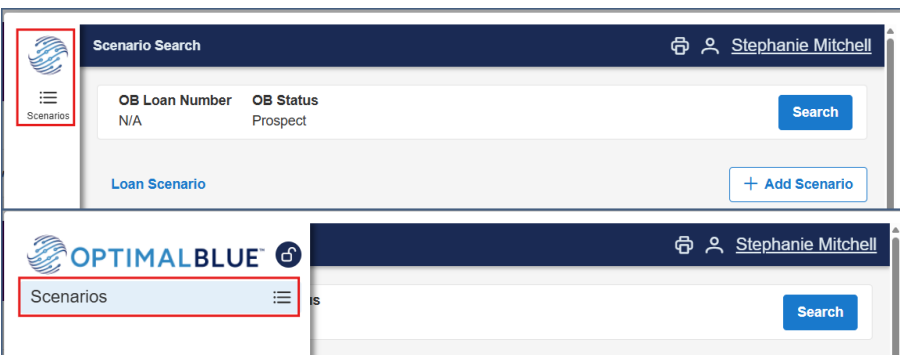 Scenario Search
Stephanie Mitchell
Scenarios
OB Loan Number OB Status
N/A Prospect
Search
Loan Scenario
+ Add Scenario
OPTIMALBLUE™
Stephanie Mitchell
Scenarios
Search